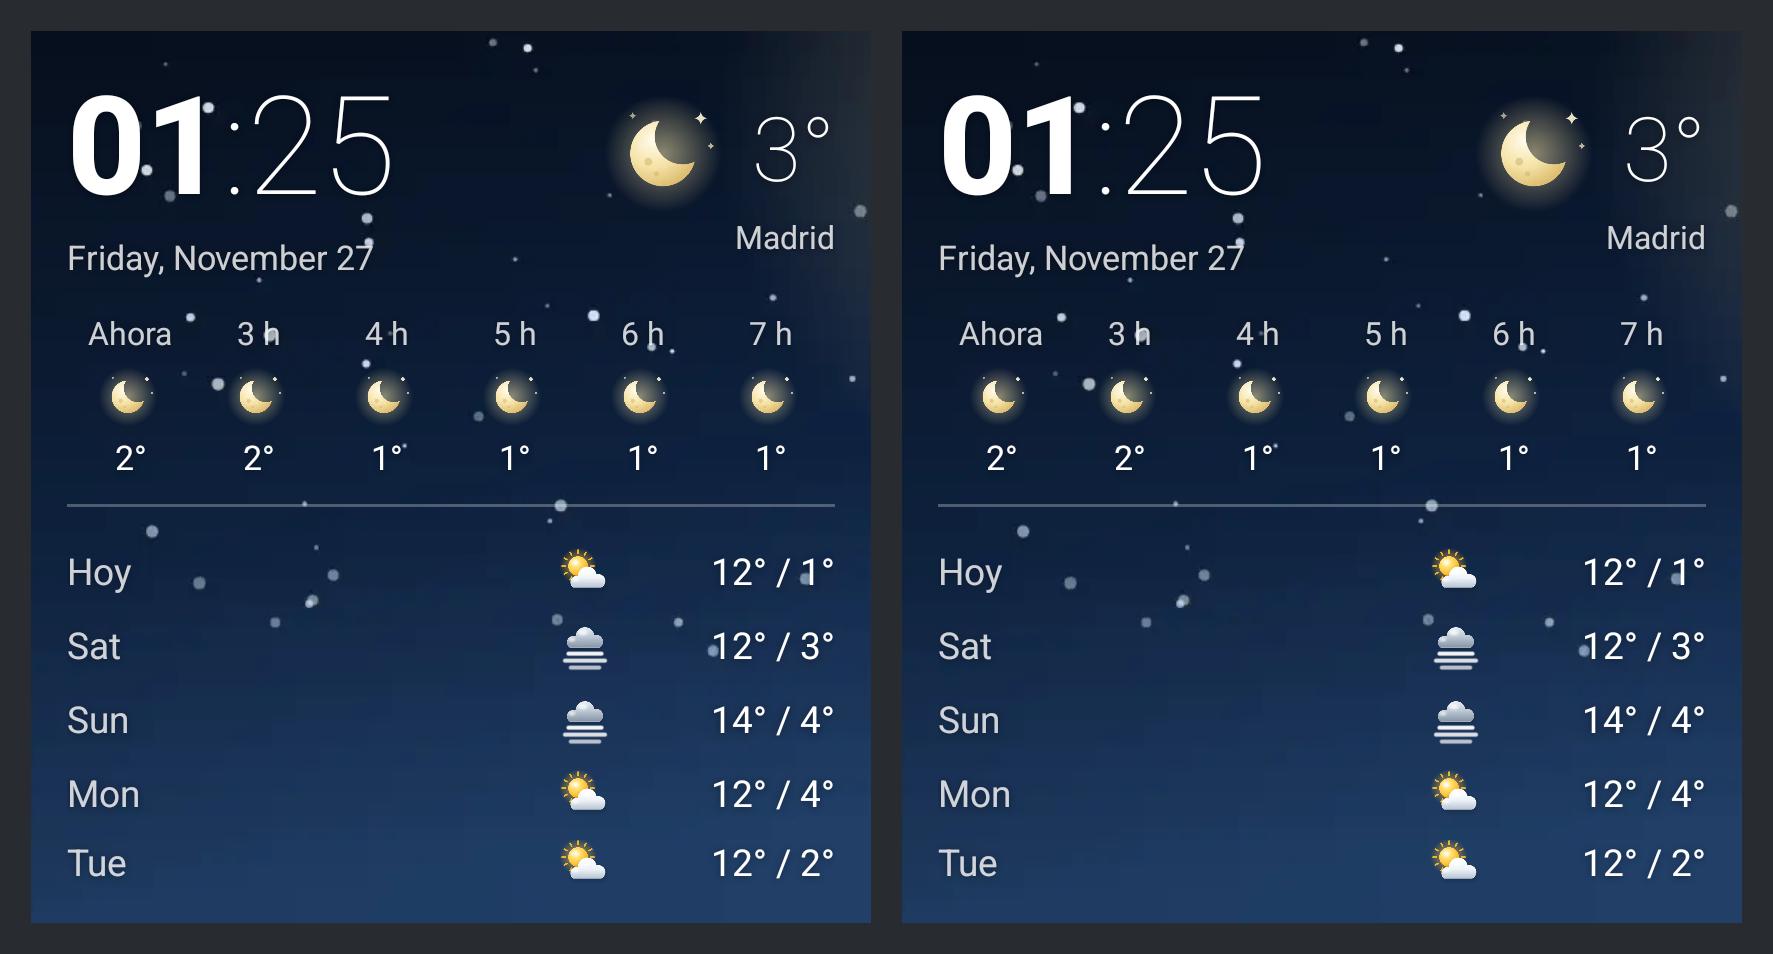 01:25
3°
Madrid
Friday, November 27
Ahora 3 h 4 h 5 h 6 h 7 h
2° 2° 1° 1° 1° 1°
Hoy 12° / 1°
Sat 12° / 3°
Sun 14° / 4°
Mon 12° / 4°
Tue 12° / 2°
01:25
3°
Madrid
Friday, November 27
Ahora 3 h 4 h 5 h 6 h 7 h
2° 2° 1° 1° 1° 1°
Hoy 12° / 1°
Sat 12° / 3°
Sun 14° / 4°
Mon 12° / 4°
Tue 12° / 2°